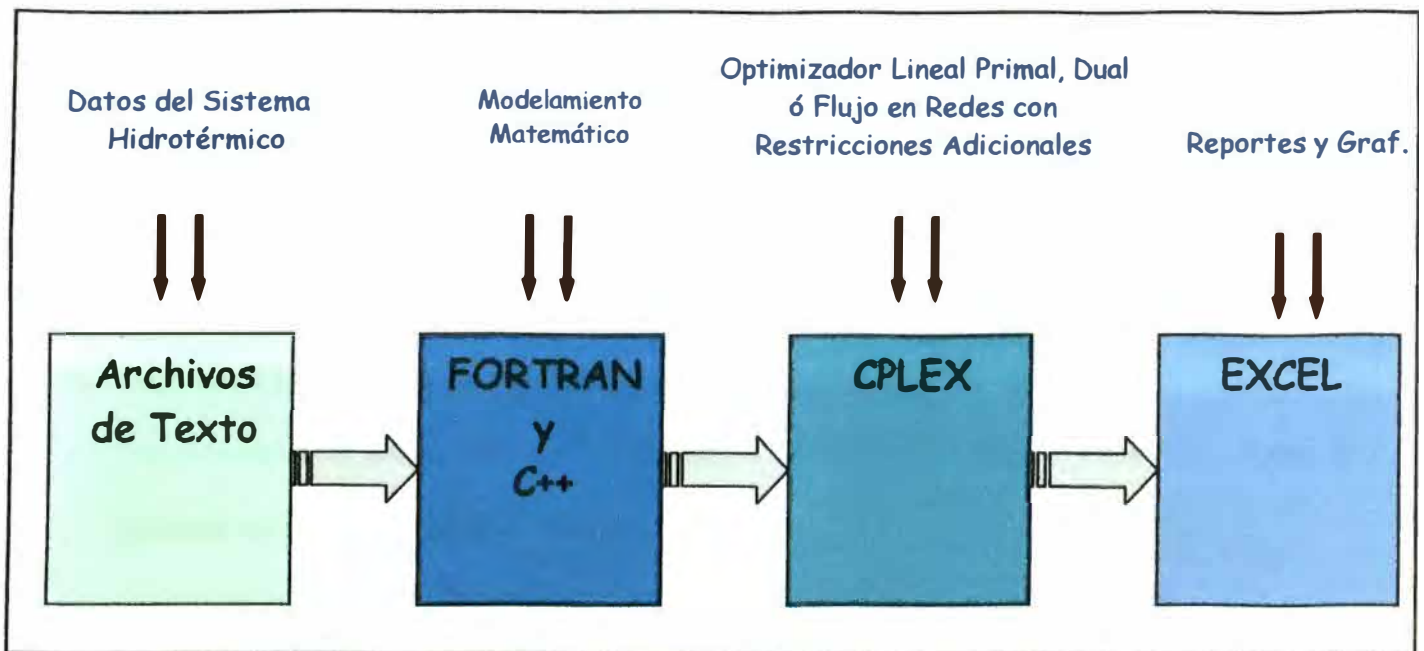 Datos del Sistema
Hidrotérmico
Modelamiento
Matemático
Optimizador Lineal Primal, Dual
ó Flujo en Redes con
Restricciones Adicionales
Reportes y Graf.
Archivos
de Texto
FORTRAN
y
C++
CPLEX
EXCEL